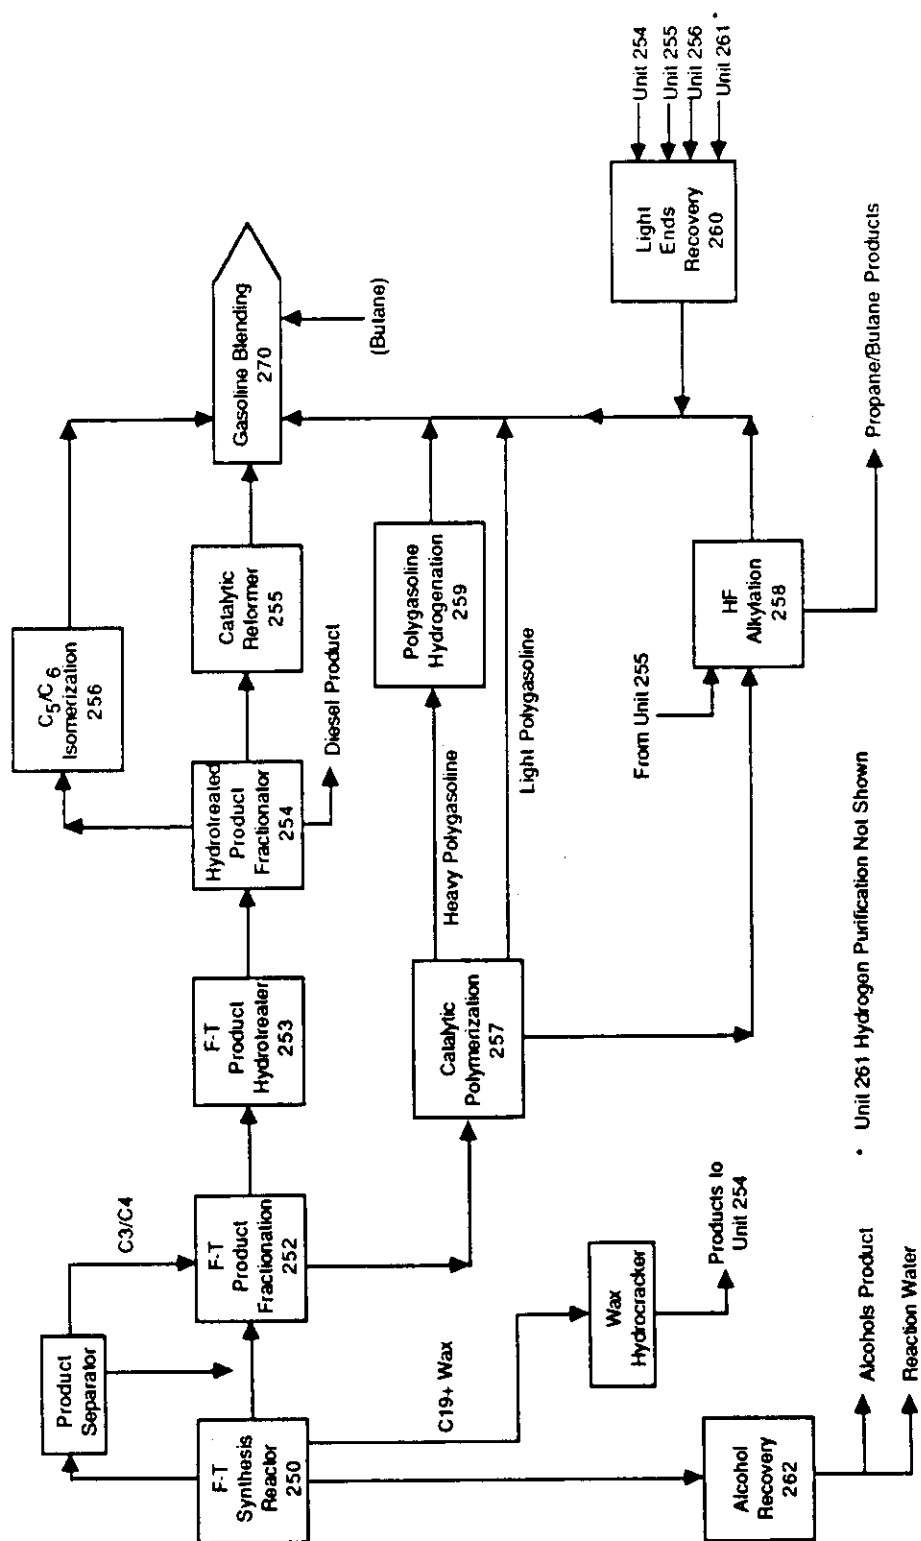 Product
Separator
C3/C4
F-T
Synthesis
Reactor
250
F-T
Product
Fractionation
252
F-T
Product
Hydrotreater
253
Hydrotreated
Product
Fractionator
254
Diesel Product
C5/C6
Isomerization
256
Catalytic
Reformer
255
Gasoline Blending
270
(Butane)
C19+ Wax
Wax
Hydrocracker
Products to
Unit 254
Catalytic
Polymerization
257
Heavy Polygasoline
Light Polygasoline
Polygasoline
Hydrogenation
259
From Unit 255
HF
Alkylation
258
Propane/Butane Products
Light
Ends
Recovery
260
Unit 254
Unit 255
Unit 256
Unit 261 *
Alcohol
Recovery
262
Alcohols Product
Reaction Water
* Unit 261 Hydrogen Purification Not Shown